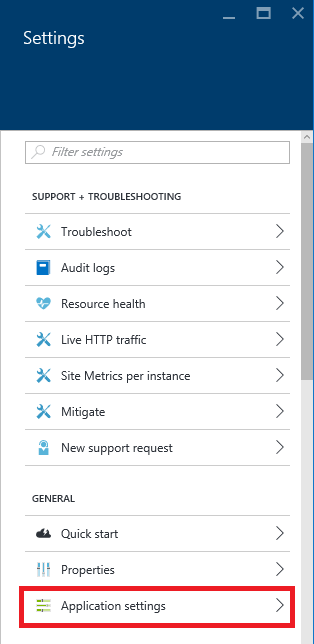 Settings
Filter settings
SUPPORT + TROUBLESHOOTING
Troubleshoot
Audit logs
Resource health
Live HTTP traffic
Site Metrics per instance
Mitigate
New support request
GENERAL
Quick start
Properties
Application settings